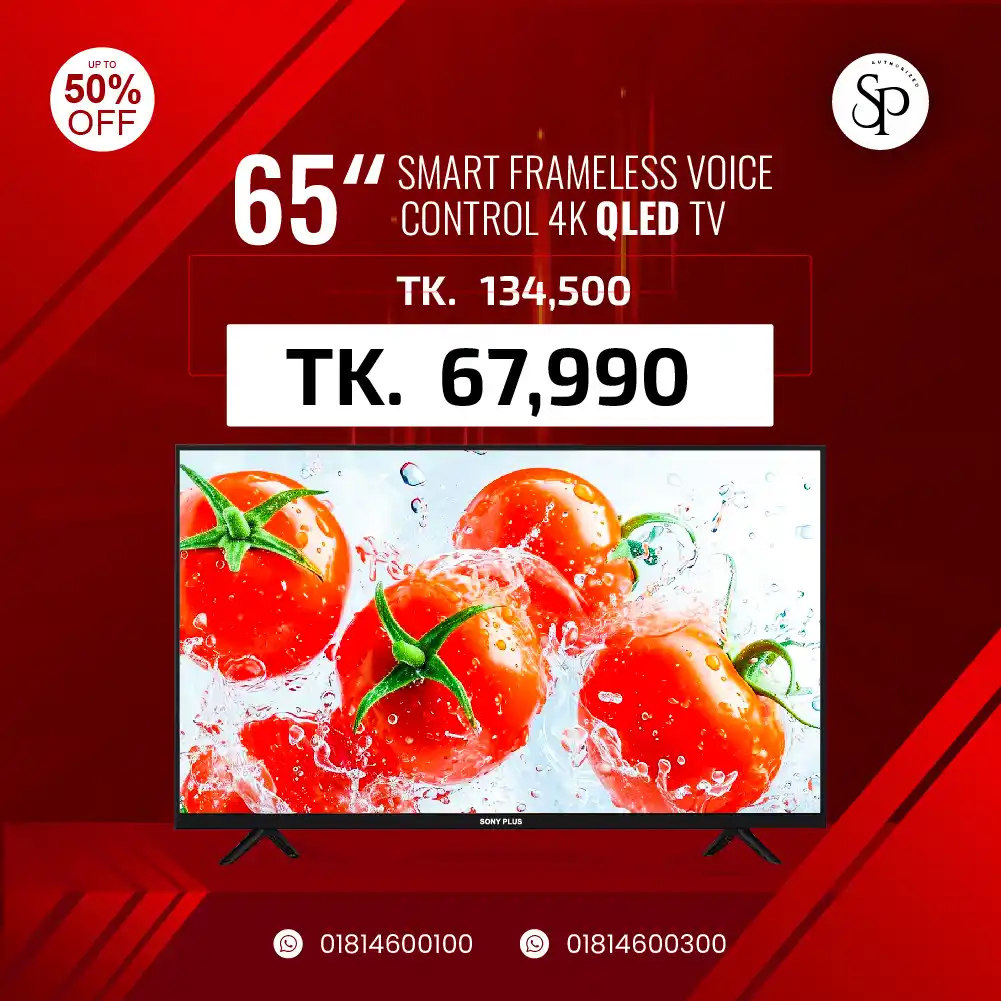 UP TO
50%
OFF
AUTHORIZED
SP
65“ SMART FRAMELESS VOICE
CONTROL 4K QLED TV
TK. 134,500
TK. 67,990
SONY PLUS
01814600100 01814600300